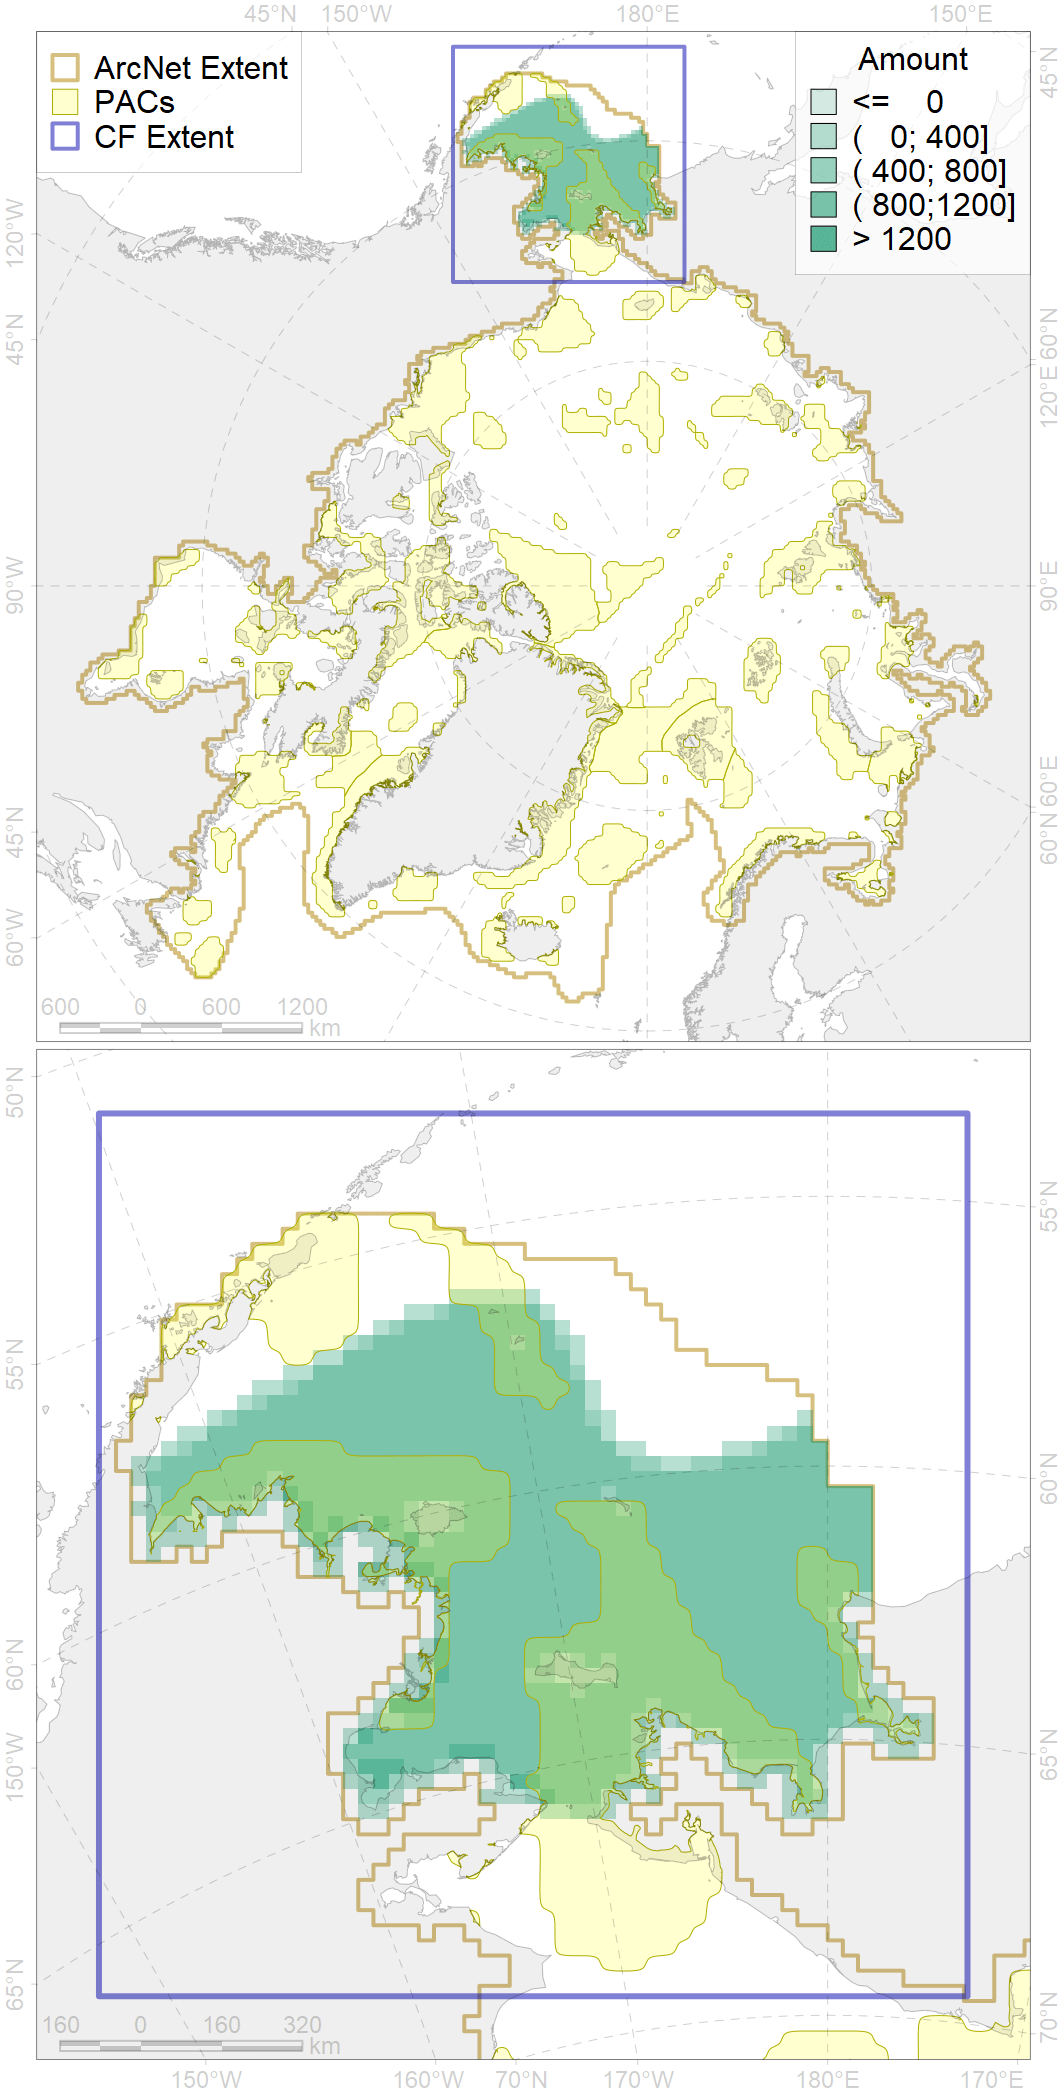 45°N 150°W 180°E 150°E
ArcNet Extent
PACs
CF Extent
Amount
<= 0
( 0; 400]
( 400; 800]
( 800;1200]
> 1200
45°N
120°W
45°N
90°W
45°N
60°W
60°N
120°E
90°E
60°E
60°N
600 0 600 1200
km
50°N
55°N
60°N
150°W
65°N
55°N
60°N
65°N
70°N
160 0 160 320
km
150°W 160°W 70°N 170°W 180°E 170°E